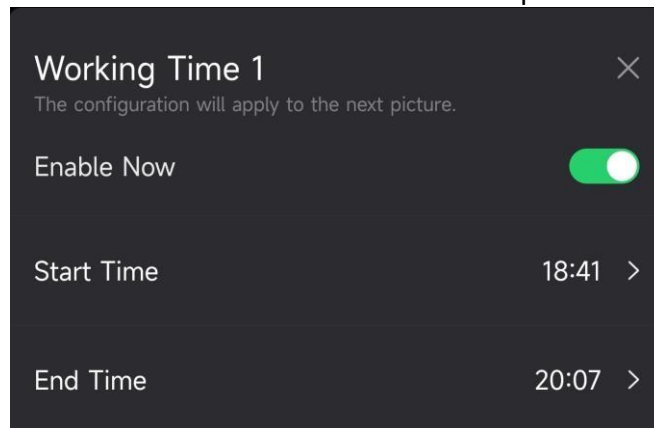 Working Time 1
The configuration will apply to the next picture.
Enable Now
Start Time 18:41 >
End Time 20:07 >